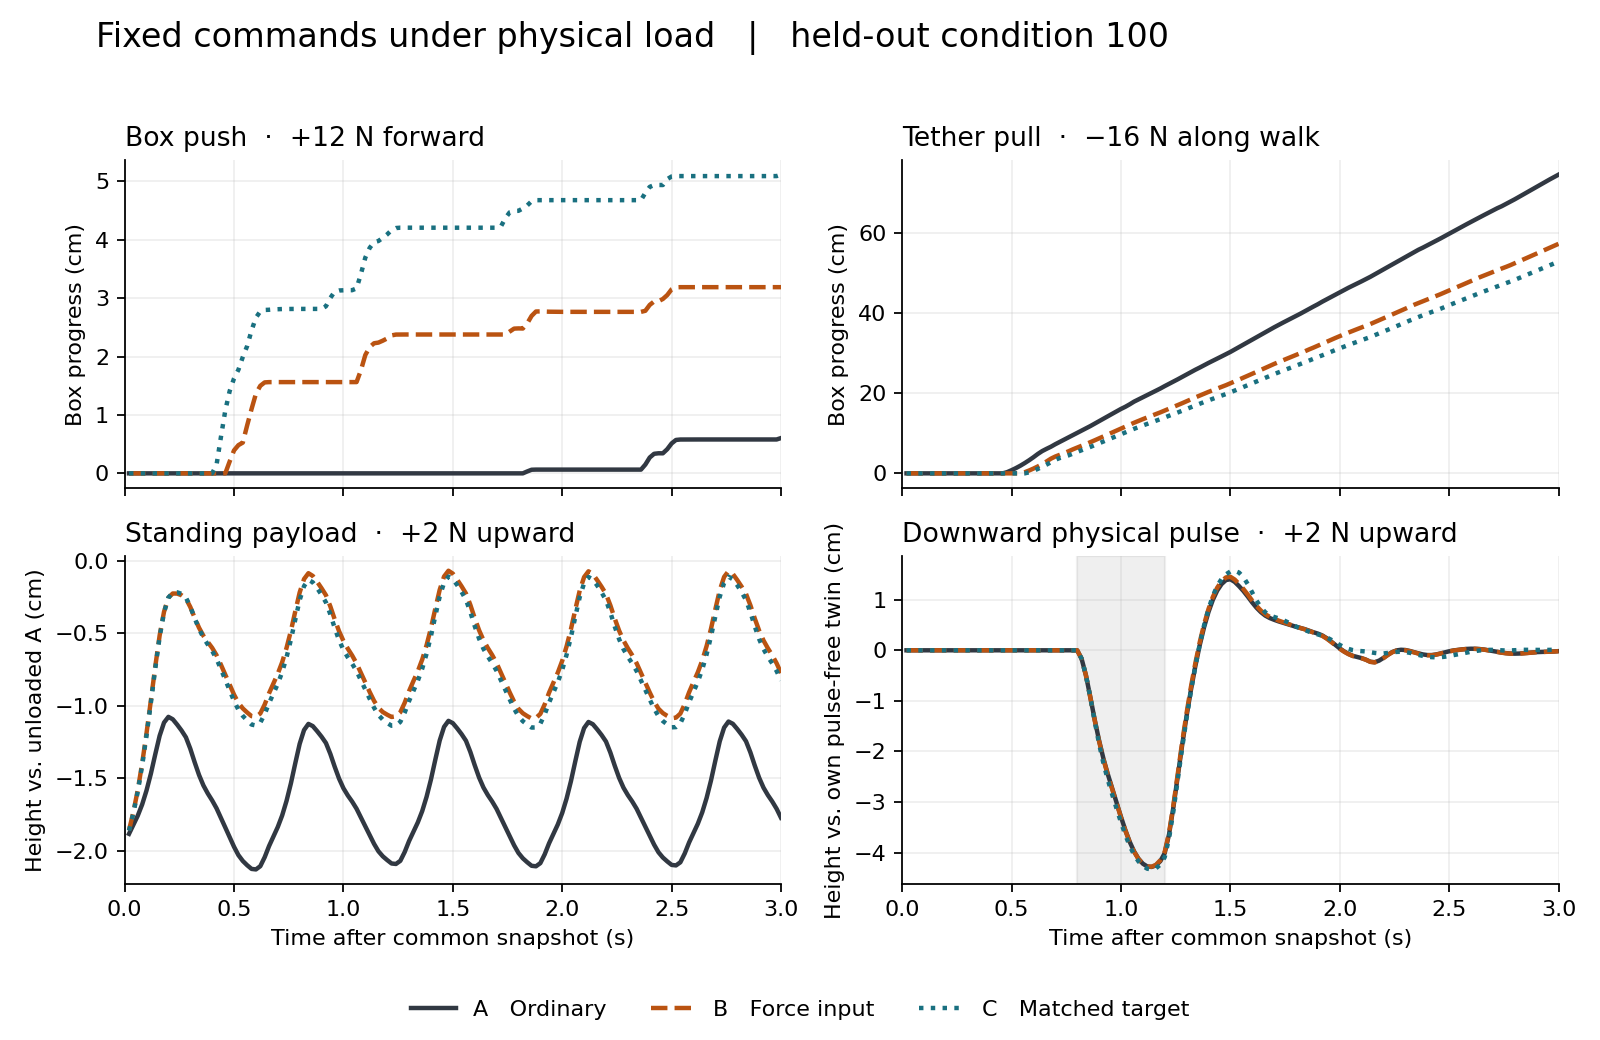 Fixed commands under physical load | held-out condition 100
Box push · +12 N forward
Box progress (cm)
5
4
3
2
1
0
Tether pull · −16 N along walk
Box progress (cm)
60
40
20
0
Standing payload · +2 N upward
Height vs. unloaded A (cm)
0.0
−0.5
−1.0
−1.5
−2.0
0.0 0.5 1.0 1.5 2.0 2.5 3.0
Time after common snapshot (s)
Downward physical pulse · +2 N upward
Height vs. own pulse-free twin (cm)
1
0
−1
−2
−3
−4
0.0 0.5 1.0 1.5 2.0 2.5 3.0
Time after common snapshot (s)
A Ordinary B Force input C Matched target